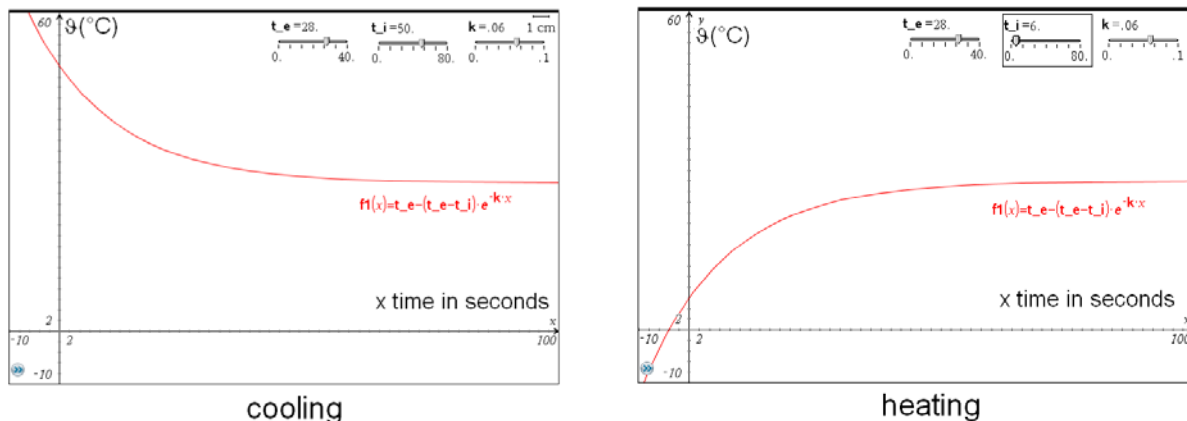 60
ϑ(°C)
t_e=28.
0. 40.
t_i=50.
0. 80.
k=.06
0. .1
1 cm
f1(x)=t_e-(t_e-t_i)·e^-k·x
x time in seconds
2
x
-10
2
100
-10
cooling
60
y
ϑ(°C)
t_e=28.
0. 40.
t_i=6.
0. 80.
k=.06
0. .1
f1(x)=t_e-(t_e-t_i)·e^-k·x
x time in seconds
2
x
-10
2
100
-10
heating